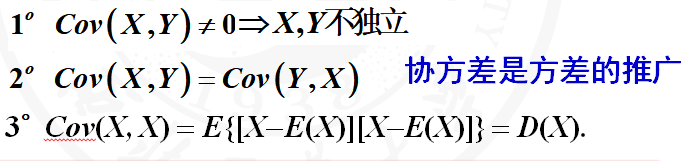 1° Cov(X,Y)≠0⇒X,Y不独立
2° Cov(X,Y)=Cov(Y,X) 协方差是方差的推广
3° Cov(X, X) = E{[X–E(X)][X–E(X)]} = D(X).